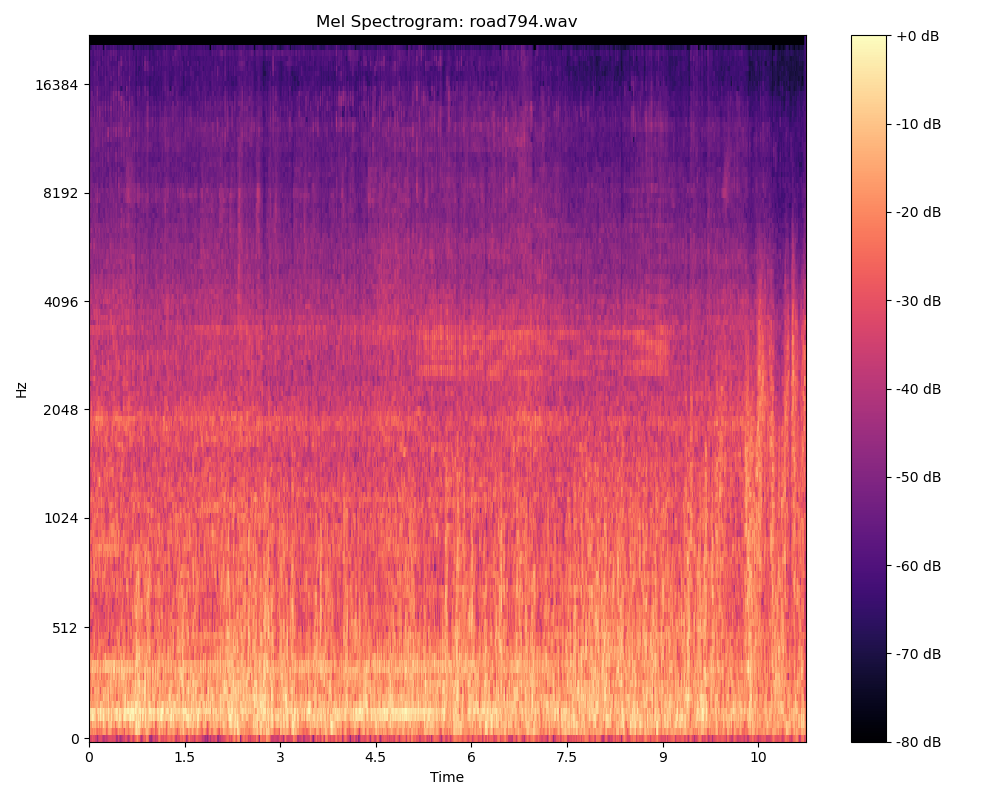 Mel Spectrogram: road794.wav
+0 dB
16384
-10 dB
8192
-20 dB
4096
-30 dB
Hz
-40 dB
2048
-50 dB
1024
-60 dB
512
-70 dB
0
-80 dB
0 1.5 3 4.5 6 7.5 9 10
Time